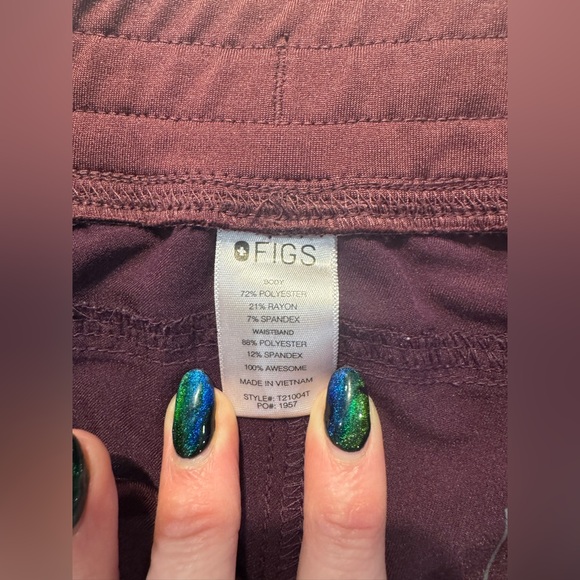 FIGS
BODY
72% POLYESTER
21% RAYON
7% SPANDEX
WAISTBAND
88% POLYESTER
12% SPANDEX
100% AWESOME
MADE IN VIETNAM
STYLE#: T21004T
PO#: 1957